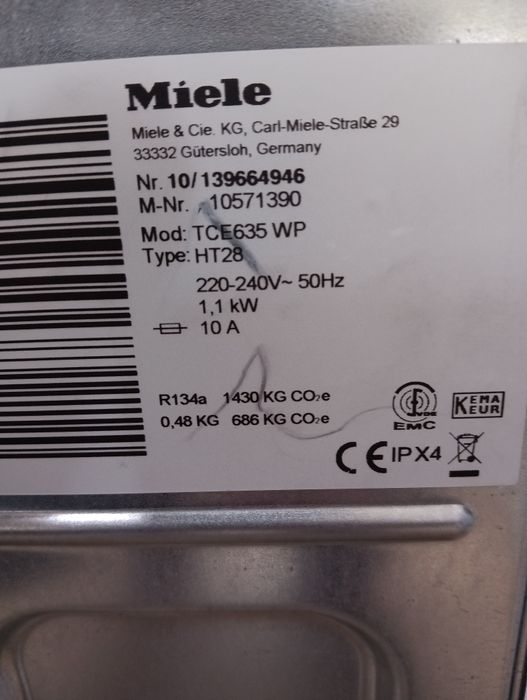 Miele
Miele & Cie. KG, Carl-Miele-Straße 29
33332 Gütersloh, Germany
Nr. 10/139664946
M-Nr. 10571390
Mod: TCE635 WP
Type: HT28
220-240V~ 50Hz
1,1 kW
10 A
R134a 1430 KG CO₂e
0,48 KG 686 KG CO₂e
VDE
EMC
KEMA
KEUR
CE IPX4